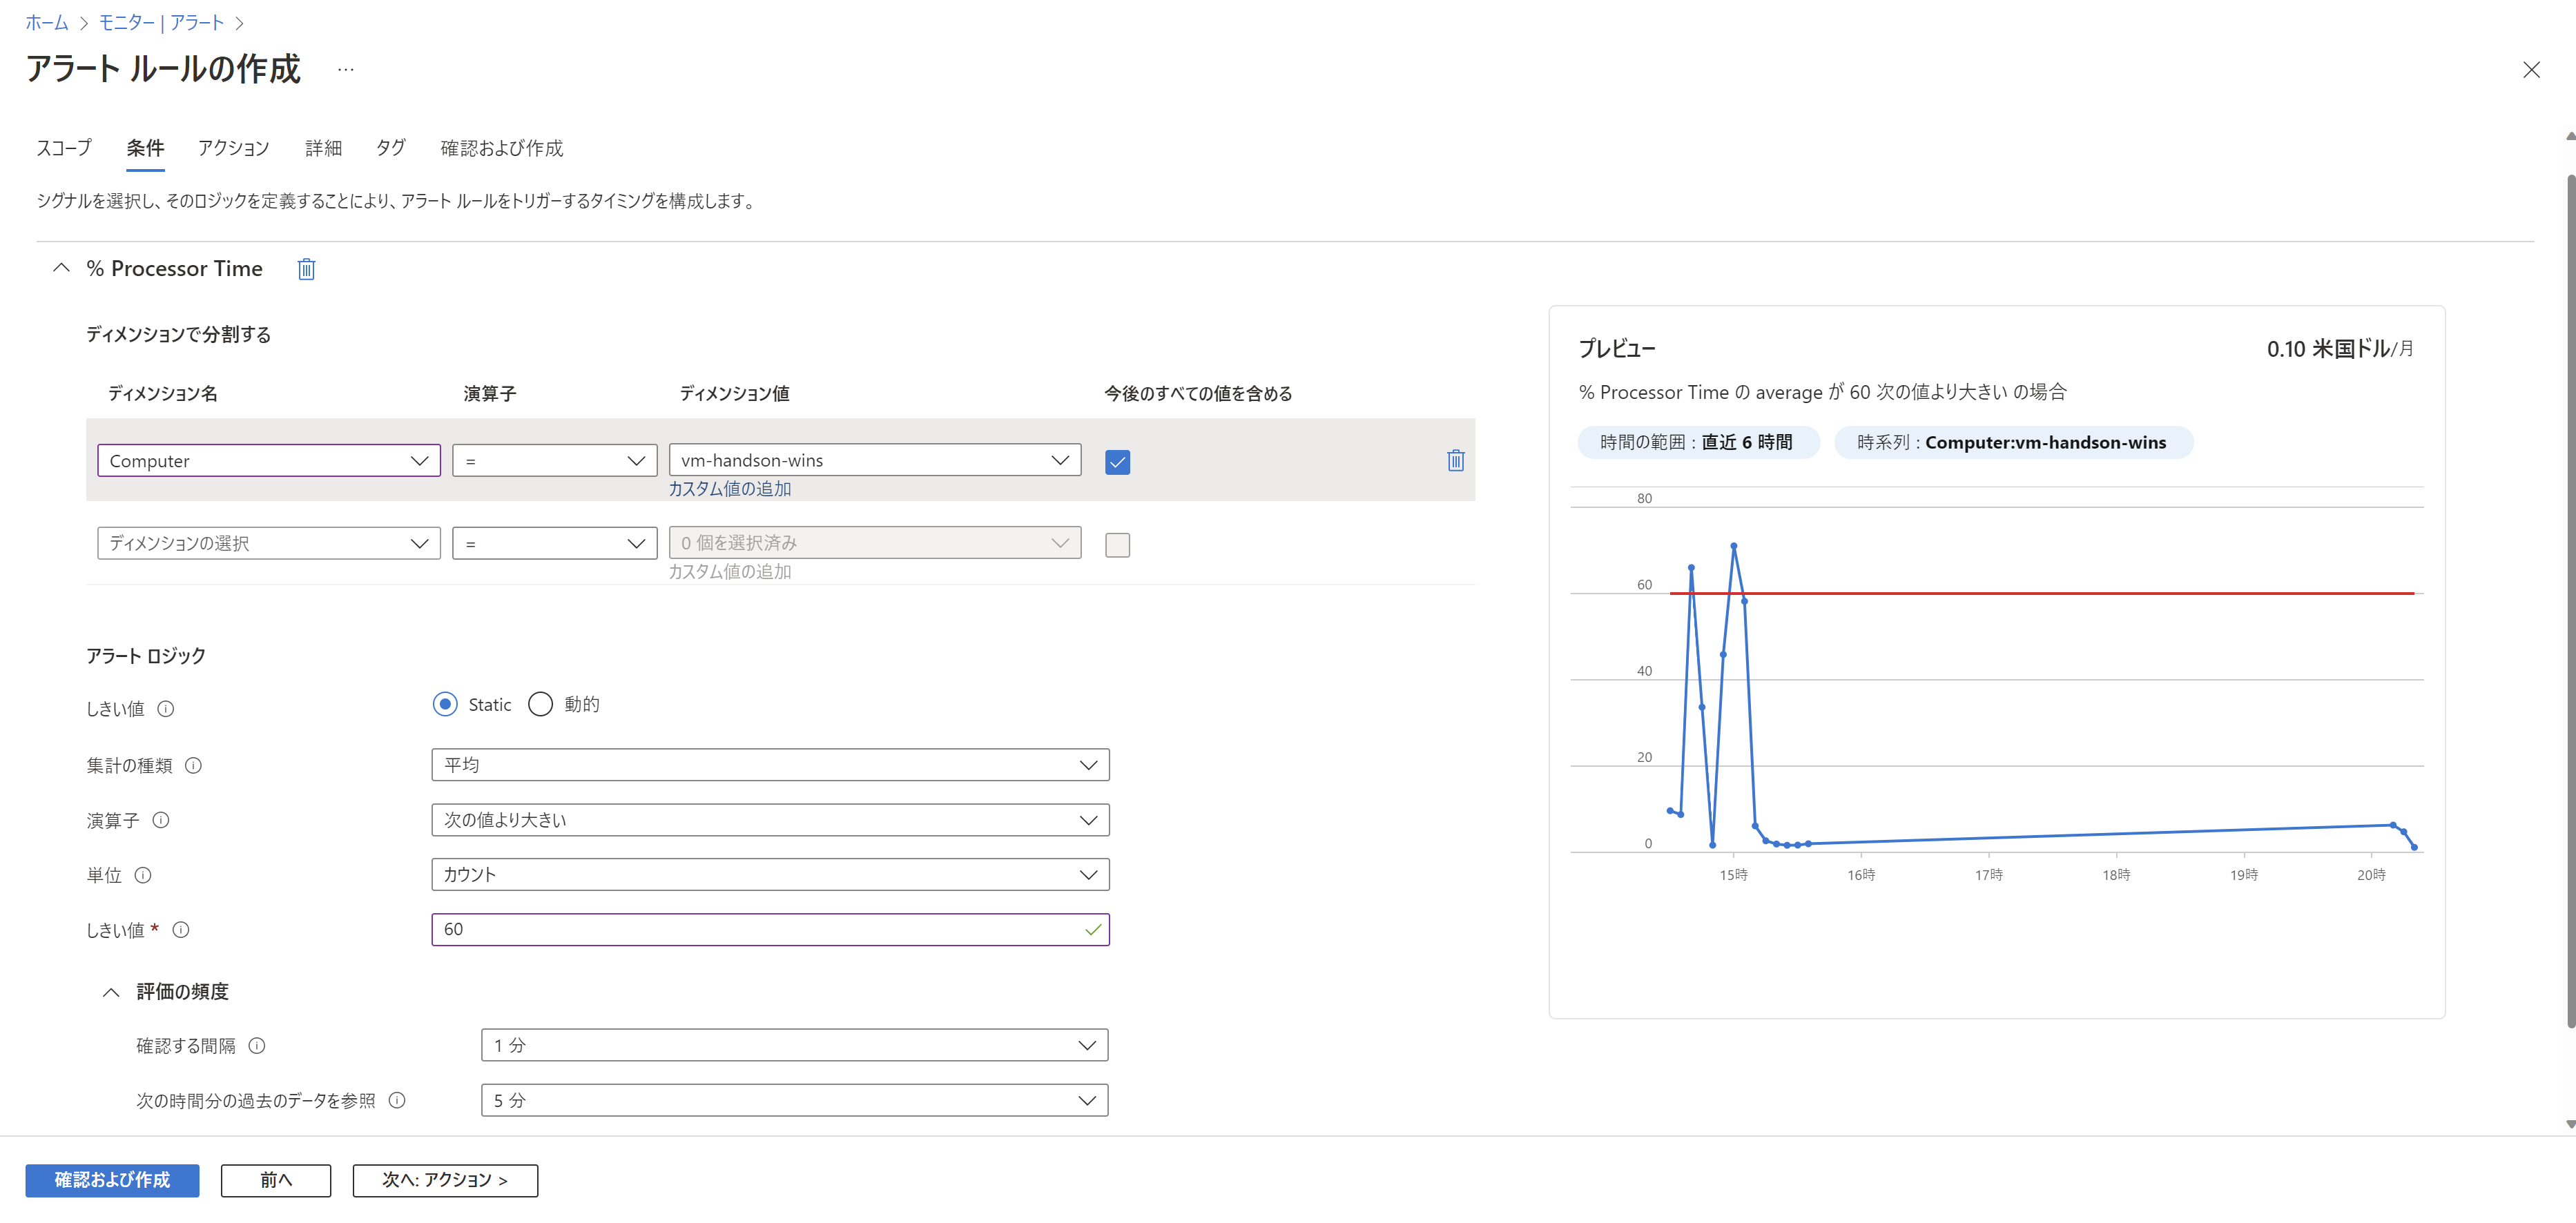 ホーム > モニター | アラート >
アラート ルールの作成 …
スコープ 条件 アクション 詳細 タグ 確認および作成
シグナルを選択し、そのロジックを定義することにより、アラート ルールをトリガーするタイミングを構成します。
% Processor Time
ディメンションで分割する
ディメンション名 演算子 ディメンション値 今後のすべての値を含める
Computer = vm-handson-wins
カスタム値の追加
ディメンションの選択 = 0 個を選択済み
カスタム値の追加
アラート ロジック
しきい値 Static 動的
集計の種類 平均
演算子 次の値より大きい
単位 カウント
しきい値 * 60
評価の頻度
確認する間隔 1 分
次の時間分の過去のデータを参照 5 分
プレビュー 0.10 米国ドル/月
% Processor Time の average が 60 次の値より大きい の場合
時間の範囲 : 直近 6 時間 時系列 : Computer:vm-handson-wins
80
60
40
20
0
15時 16時 17時 18時 19時 20時
確認および作成 前へ 次へ: アクション >